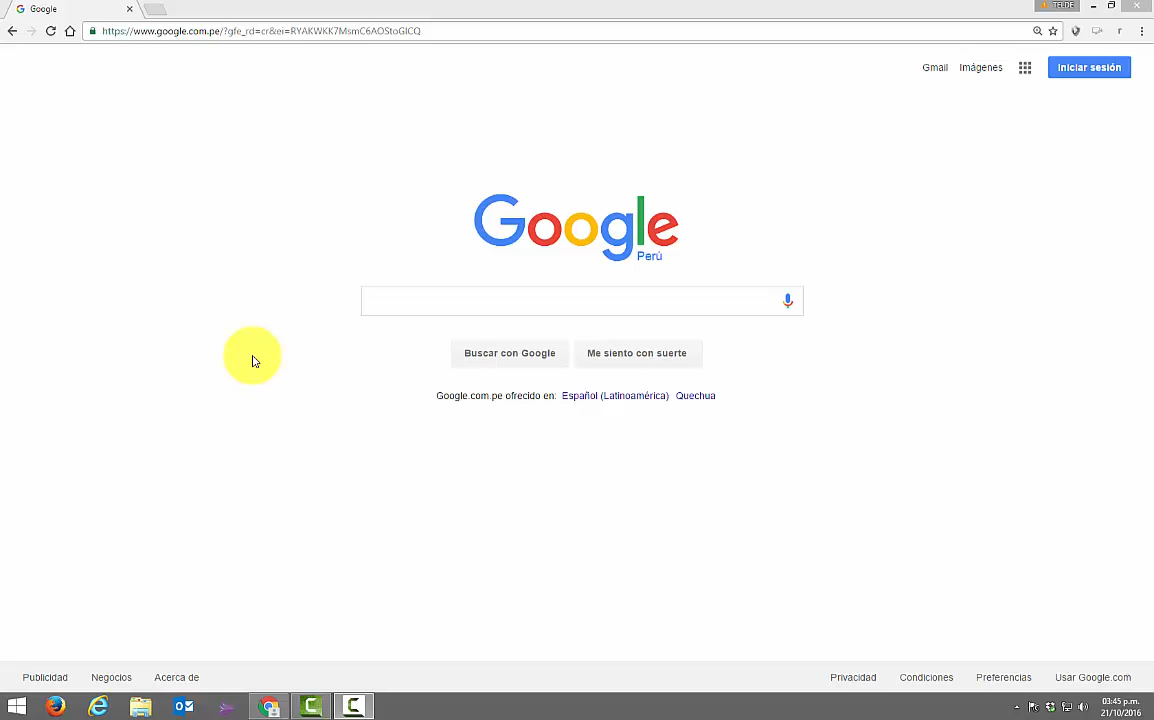 Google
TELDE
https://www.google.com.pe/?gfe_rd=cr&ei=RYAKWKK7MsmC6AOStoGICQ
Gmail Imágenes Iniciar sesión
Google
Perú
Buscar con Google Me siento con suerte
Google.com.pe ofrecido en: Español (Latinoamérica) Quechua
Publicidad Negocios Acerca de Privacidad Condiciones Preferencias Usar Google.com
03:45 p.m.
21/10/2016